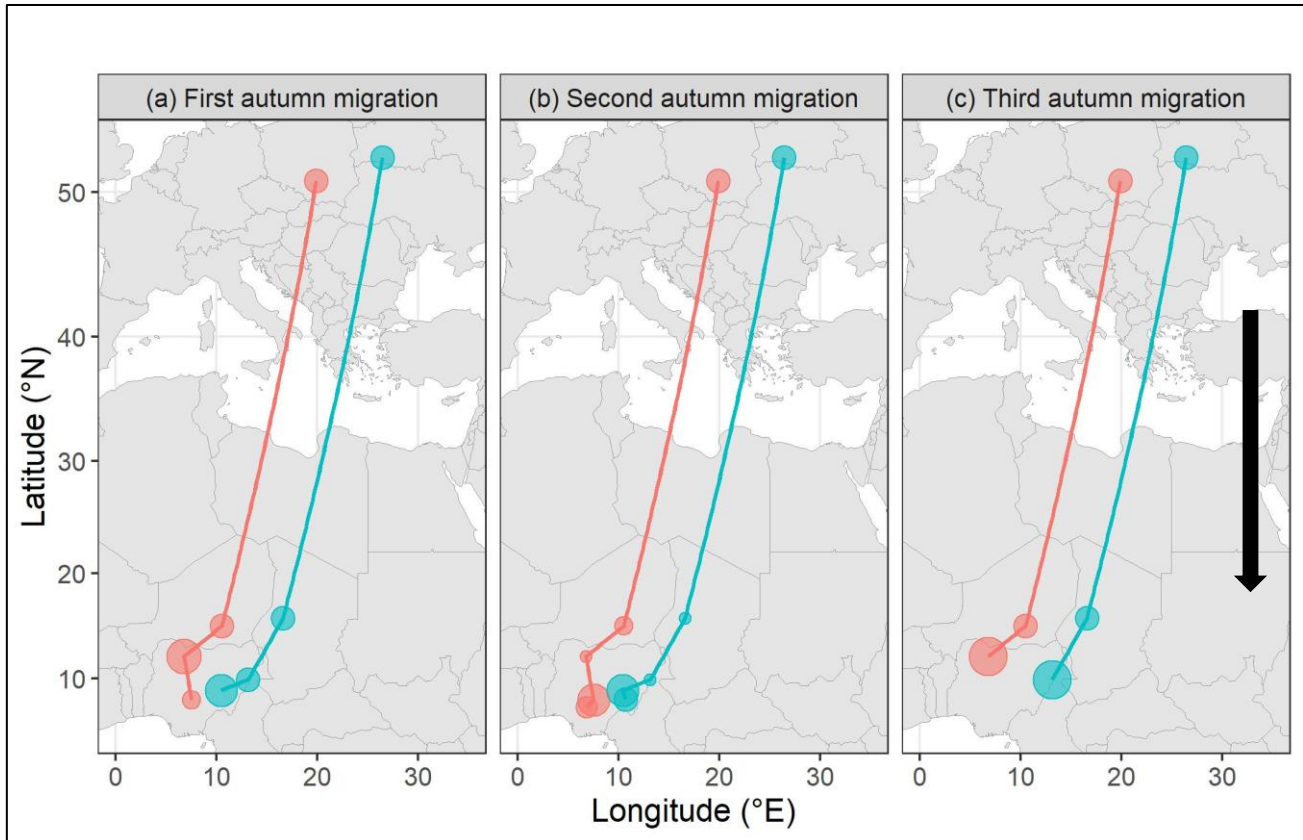 (a) First autumn migration
(b) Second autumn migration
(c) Third autumn migration
Latitude (°N)
50
40
30
20
10
0 10 20 30
0 10 20 30
0 10 20 30
Longitude (°E)